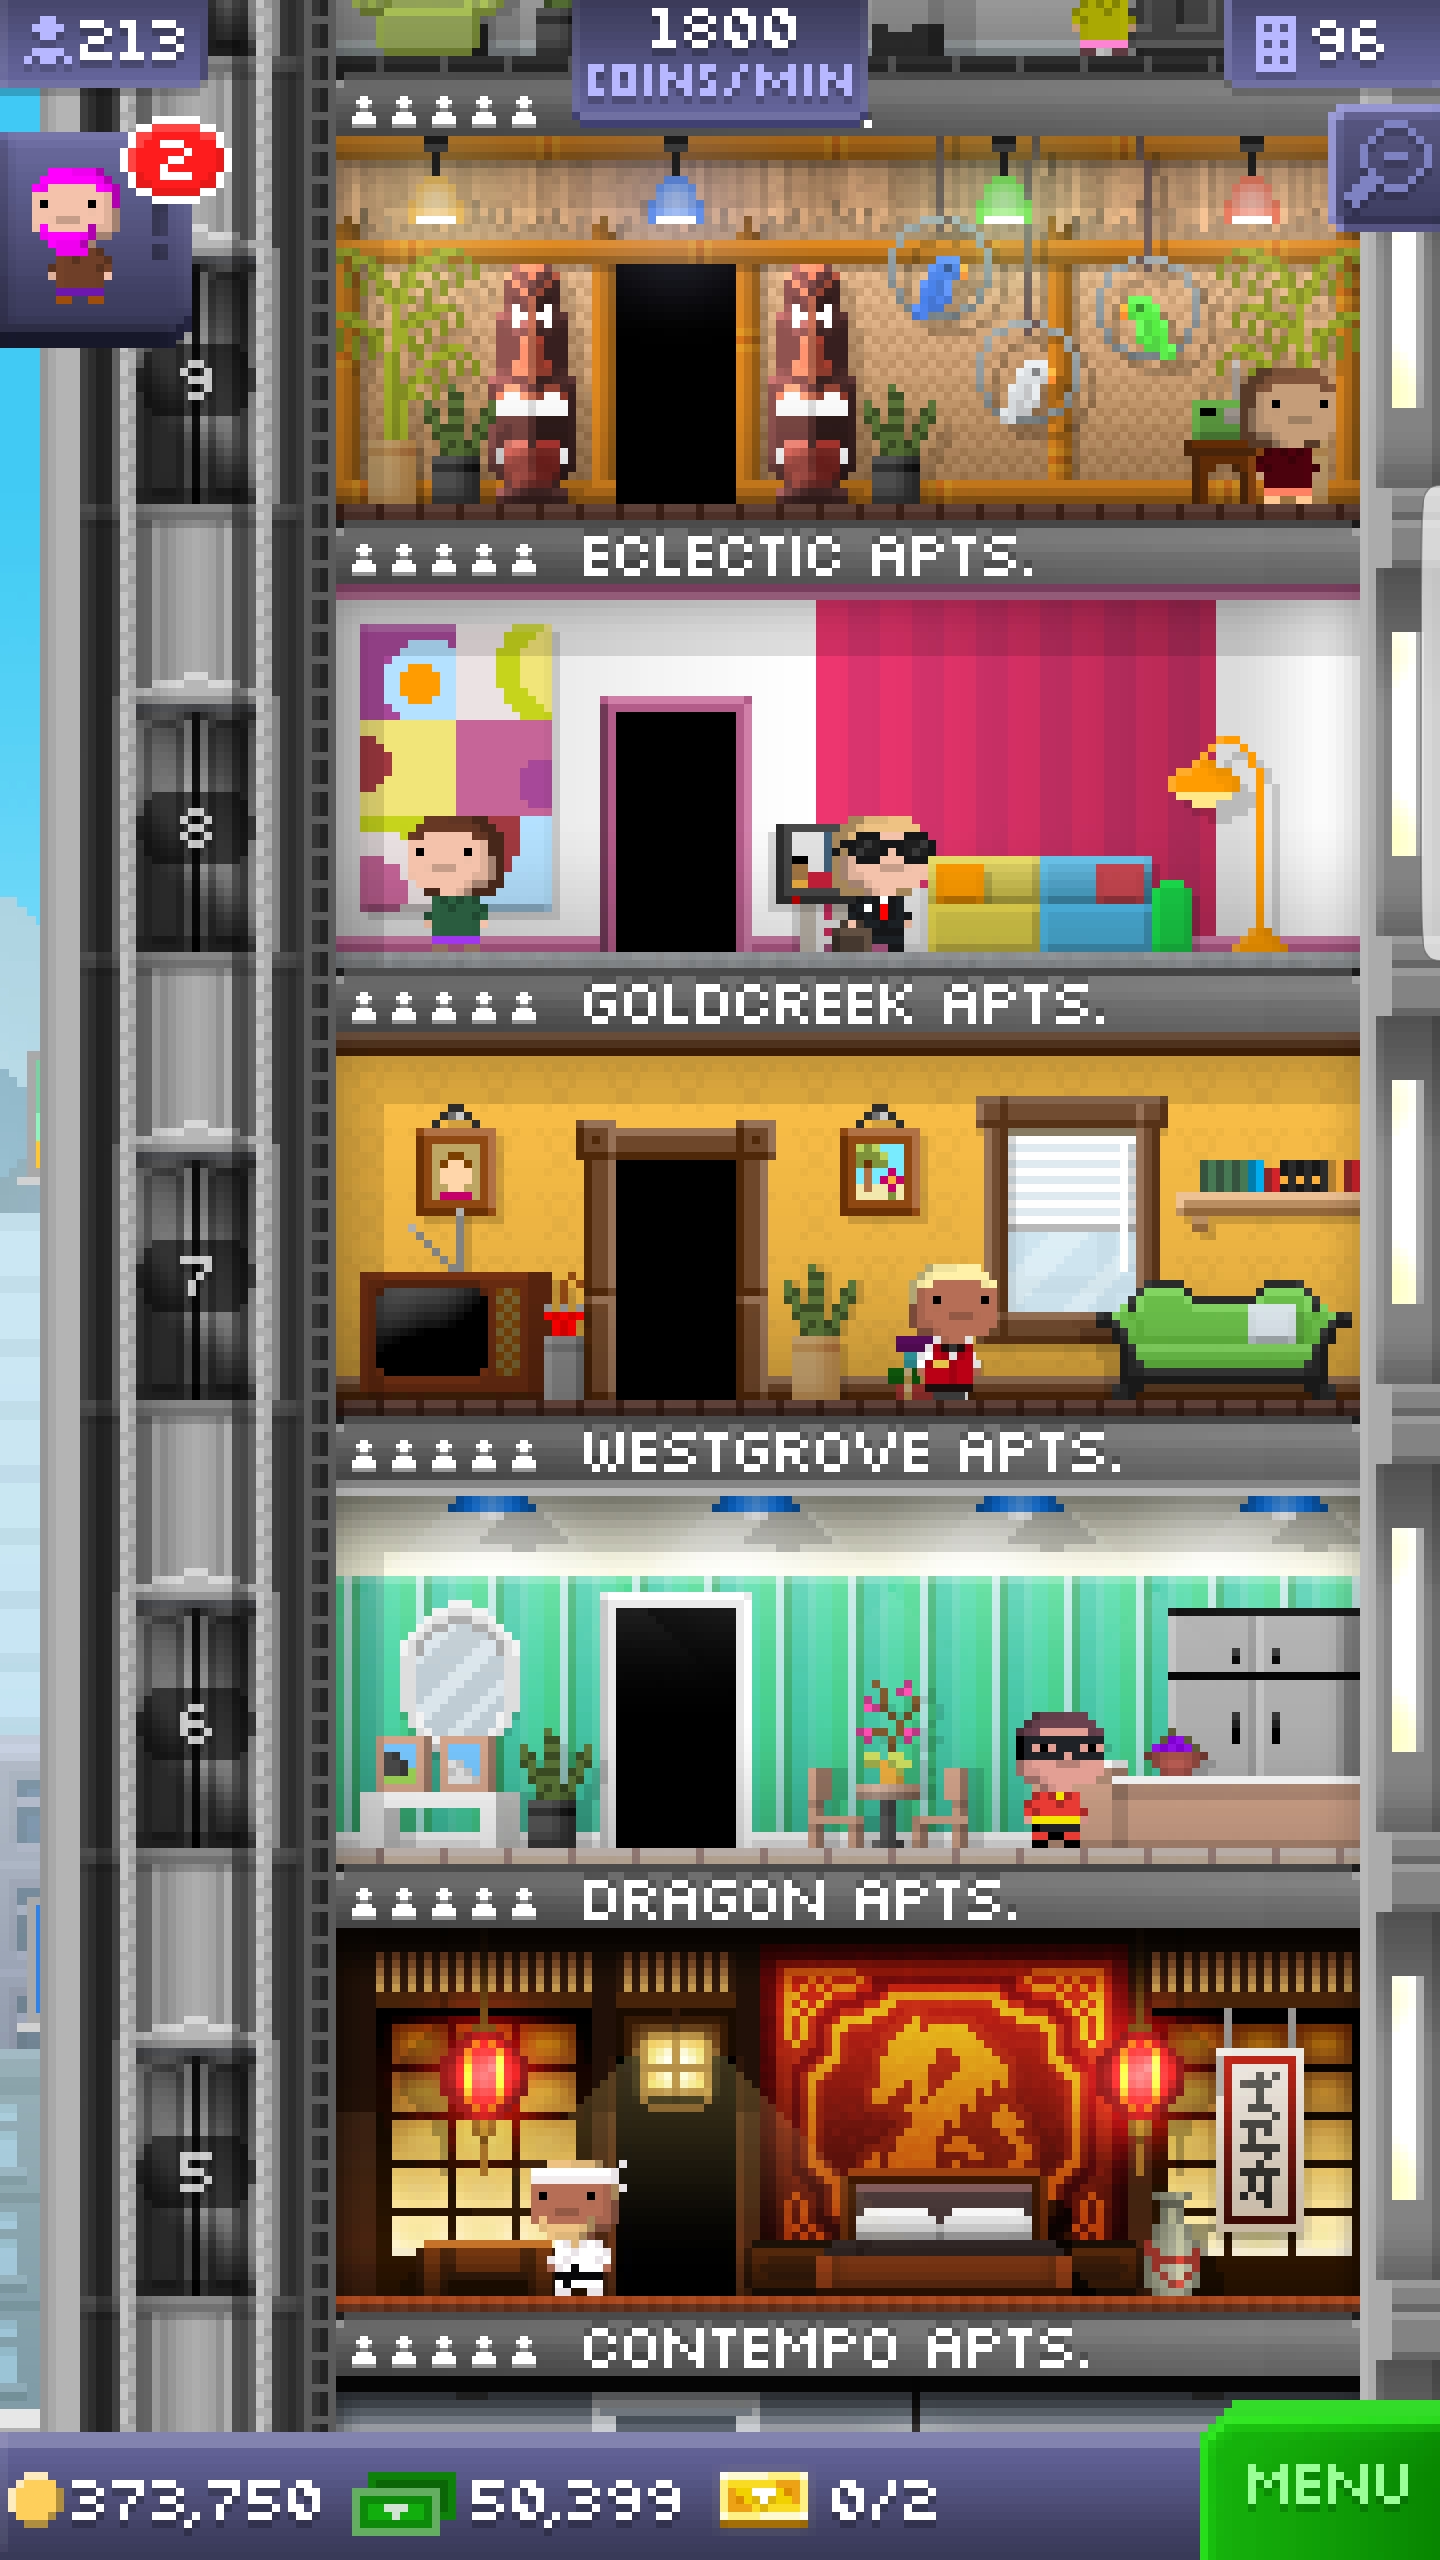 213
1800
COINS/MIN
96
2
9
ECLECTIC APTS.
8
GOLDCREEK APTS.
7
WESTGROVE APTS.
6
DRAGON APTS.
5
CONTEMPO APTS.
373,750
50,399
0/2
MENU